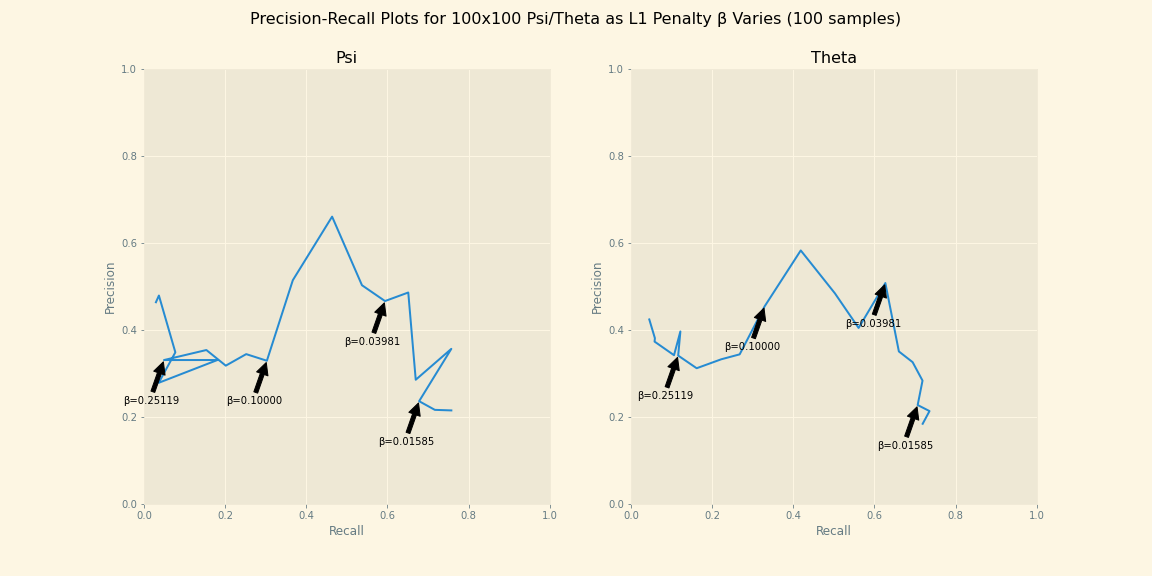 Precision-Recall Plots for 100x100 Psi/Theta as L1 Penalty β Varies (100 samples)
Psi
1.0
0.8
0.6
0.4
0.2
0.0
Precision
β=0.03981
β=0.25119
β=0.10000
β=0.01585
0.0 0.2 0.4 0.6 0.8 1.0
Recall
Theta
1.0
0.8
0.6
0.4
0.2
0.0
Precision
β=0.03981
β=0.10000
β=0.25119
β=0.01585
0.0 0.2 0.4 0.6 0.8 1.0
Recall